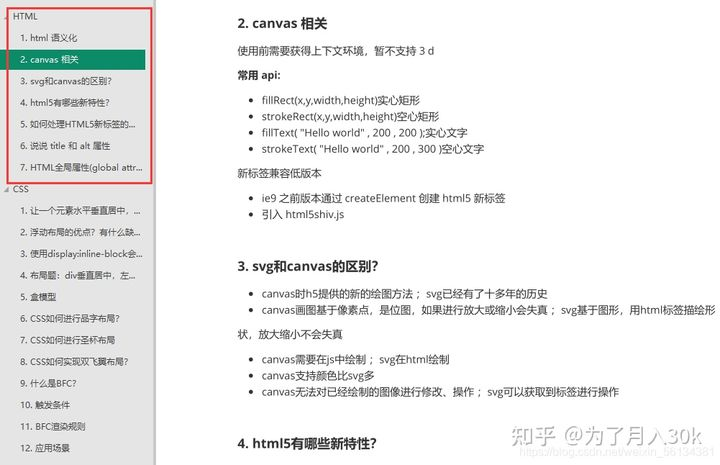 HTML
1. html 语义化
2. canvas 相关
3. svg和canvas的区别?
4. html5有哪些新特性?
5. 如何处理HTML5新标签的...
6. 说说 title 和 alt 属性
7. HTML全局属性(global attr...
CSS
1. 让一个元素水平垂直居中，...
2. 浮动布局的优点？有什么缺...
3. 使用display:inline-block会...
4. 布局题：div垂直居中，左...
5. 盒模型
6. CSS如何进行品字布局?
7. CSS如何进行圣杯布局
8. CSS如何实现双飞翼布局?
9. 什么是BFC?
10. 触发条件
11. BFC渲染规则
12. 应用场景
2. canvas 相关
使用前需要获得上下文环境，暂不支持 3 d
常用 api:
fillRect(x,y,width,height)实心矩形
strokeRect(x,y,width,height)空心矩形
fillText( "Hello world" , 200 , 200 );实心文字
strokeText( "Hello world" , 200 , 300 )空心文字
新标签兼容低版本
ie9 之前版本通过 createElement 创建 html5 新标签
引入 html5shiv.js
3. svg和canvas的区别?
canvas时h5提供的新的绘图方法 ；svg已经有了十多年的历史
canvas画图基于像素点，是位图，如果进行放大或缩小会失真 ；svg基于图形，用html标签描绘形
状，放大缩小不会失真
canvas需要在js中绘制 ；svg在html绘制
canvas支持颜色比svg多
canvas无法对已经绘制的图像进行修改、操作 ；svg可以获取到标签进行操作
4. html5有哪些新特性?
知乎 @为了月入30k
https://blog.csdn.net/weixin_56134381